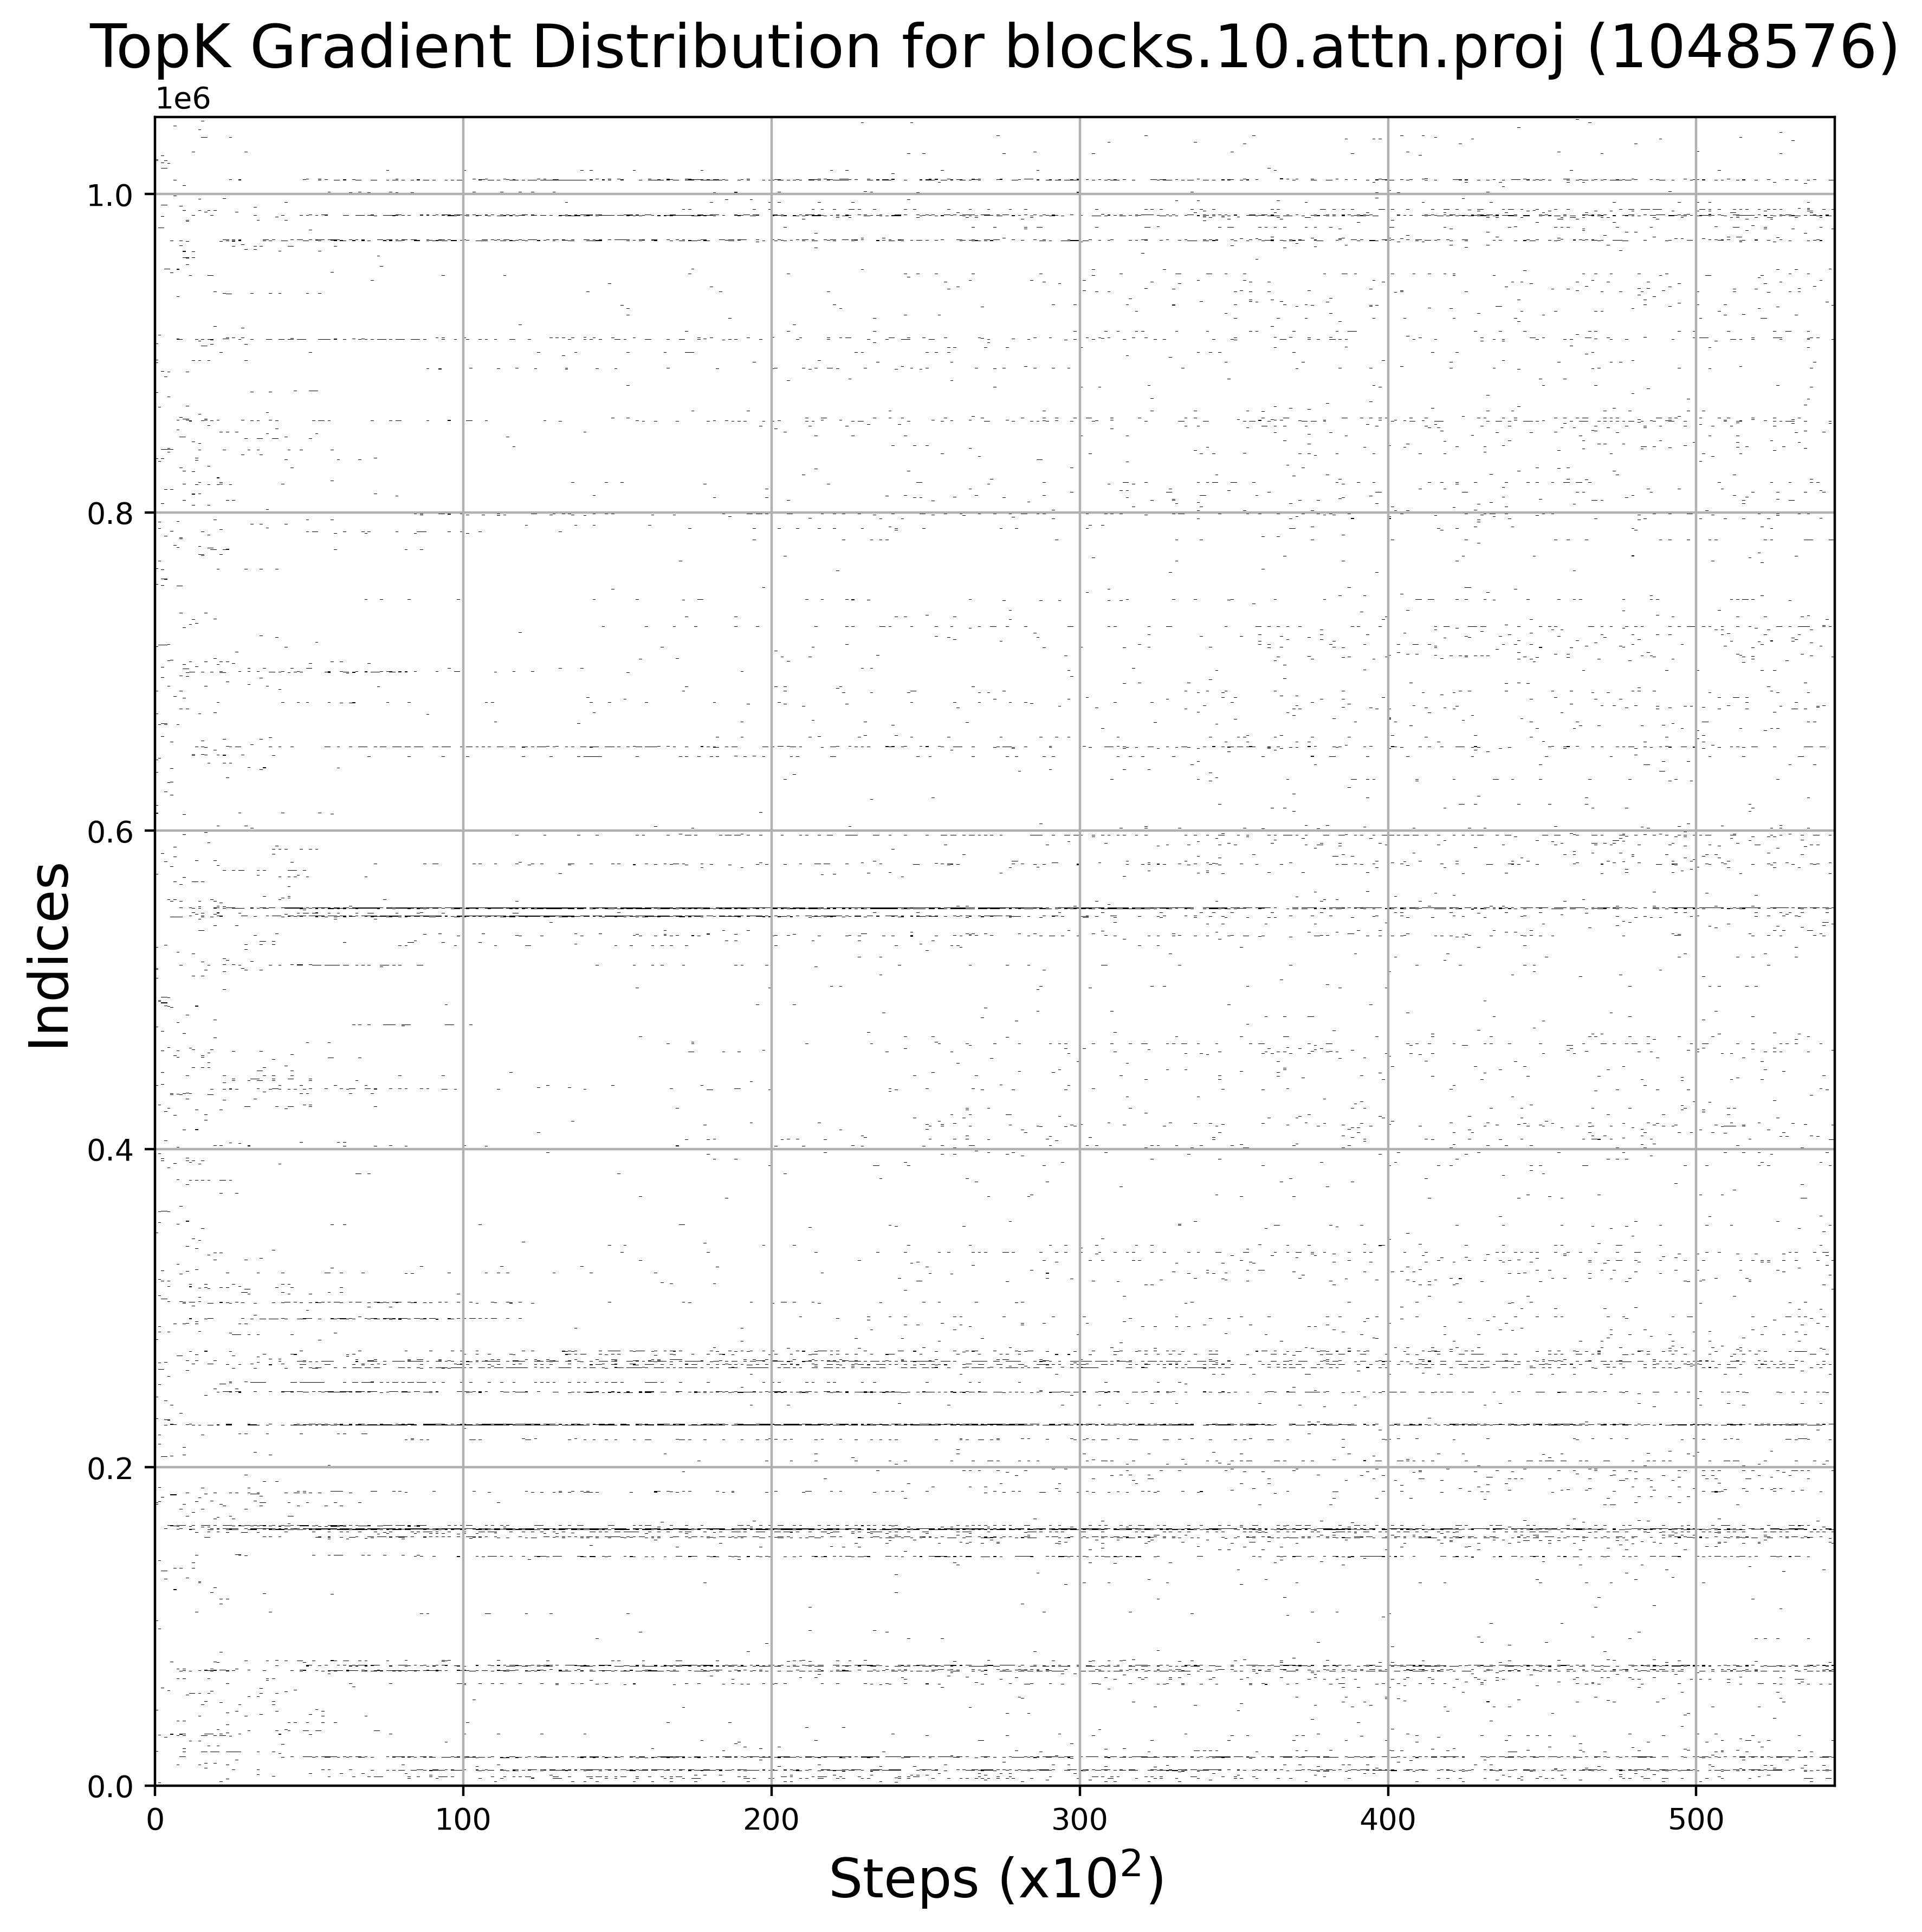 TopK Gradient Distribution for blocks.10.attn.proj (1048576)
1e6
1.0
0.8
0.6
0.4
0.2
0.0
Indices
0 100 200 300 400 500
Steps (x10²)